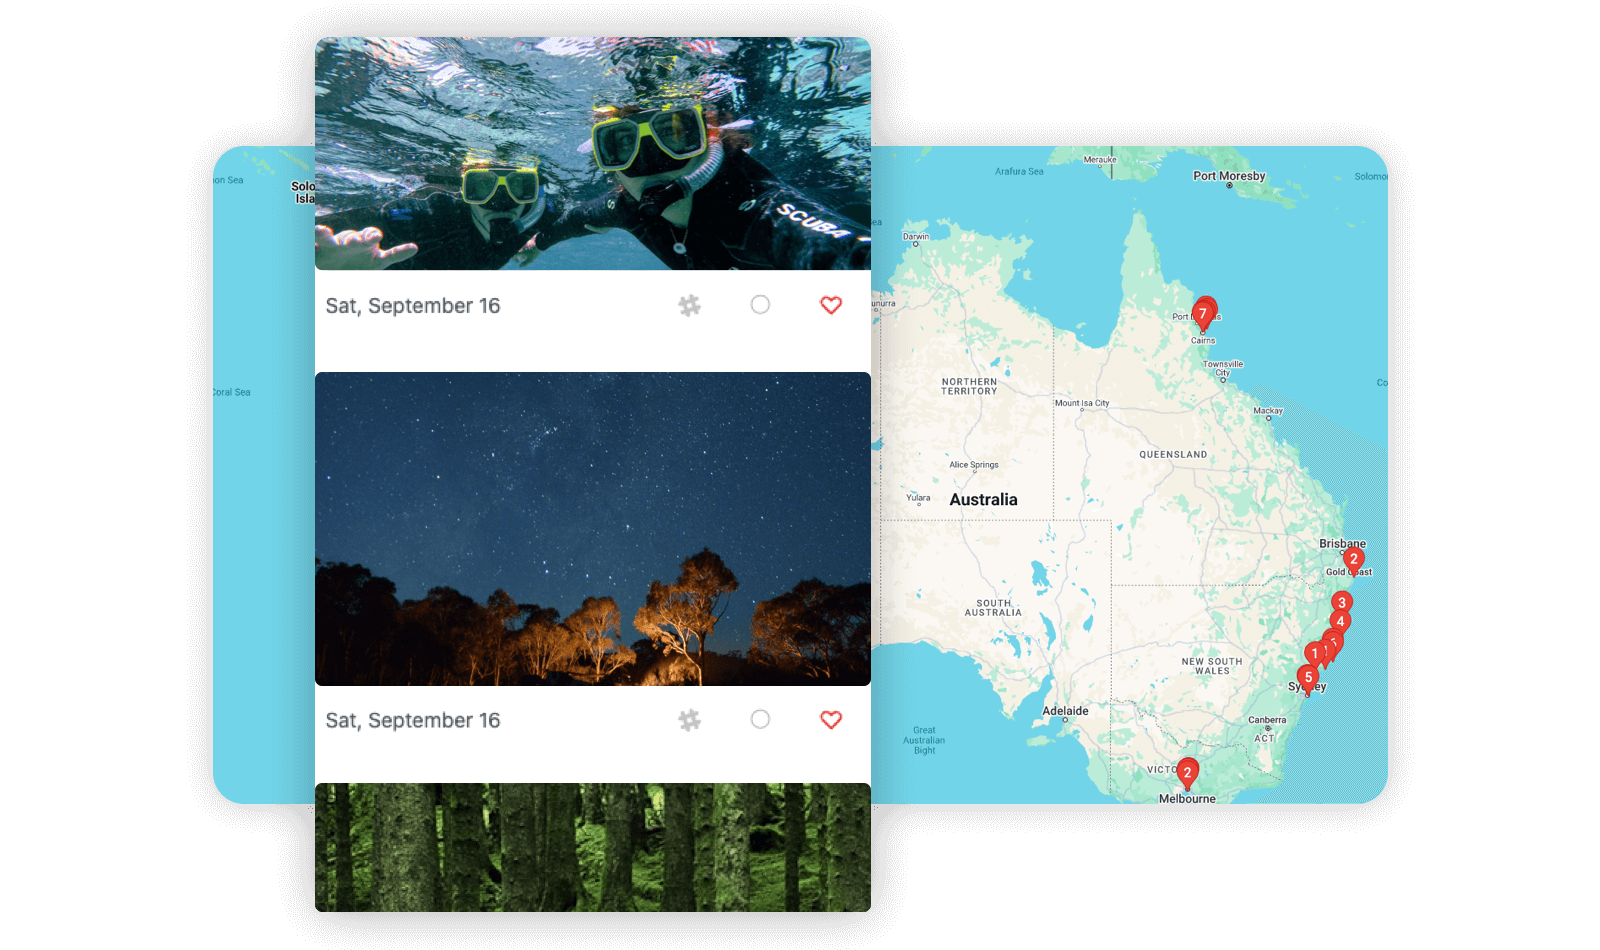 SCUBA
Sat, September 16
Sat, September 16
on Sea
Solo
Isla
Coral Sea
Merauke
Arafura Sea
Port Moresby
Solomo
ea
Darwin
unurra
7
Cairns
Townsville
City
NORTHERN
TERRITORY
Co
Mount Isa City
Mackay
QUEENSLAND
Alice Springs
Yulara
Australia
Brisbane
2
Gold Coast
SOUTH
AUSTRALIA
3
4
1
NEW SOUTH
WALES
5
Sydney
Adelaide
Canberra
ACT
Great
Australian
Bight
VICTO
2
Melbourne